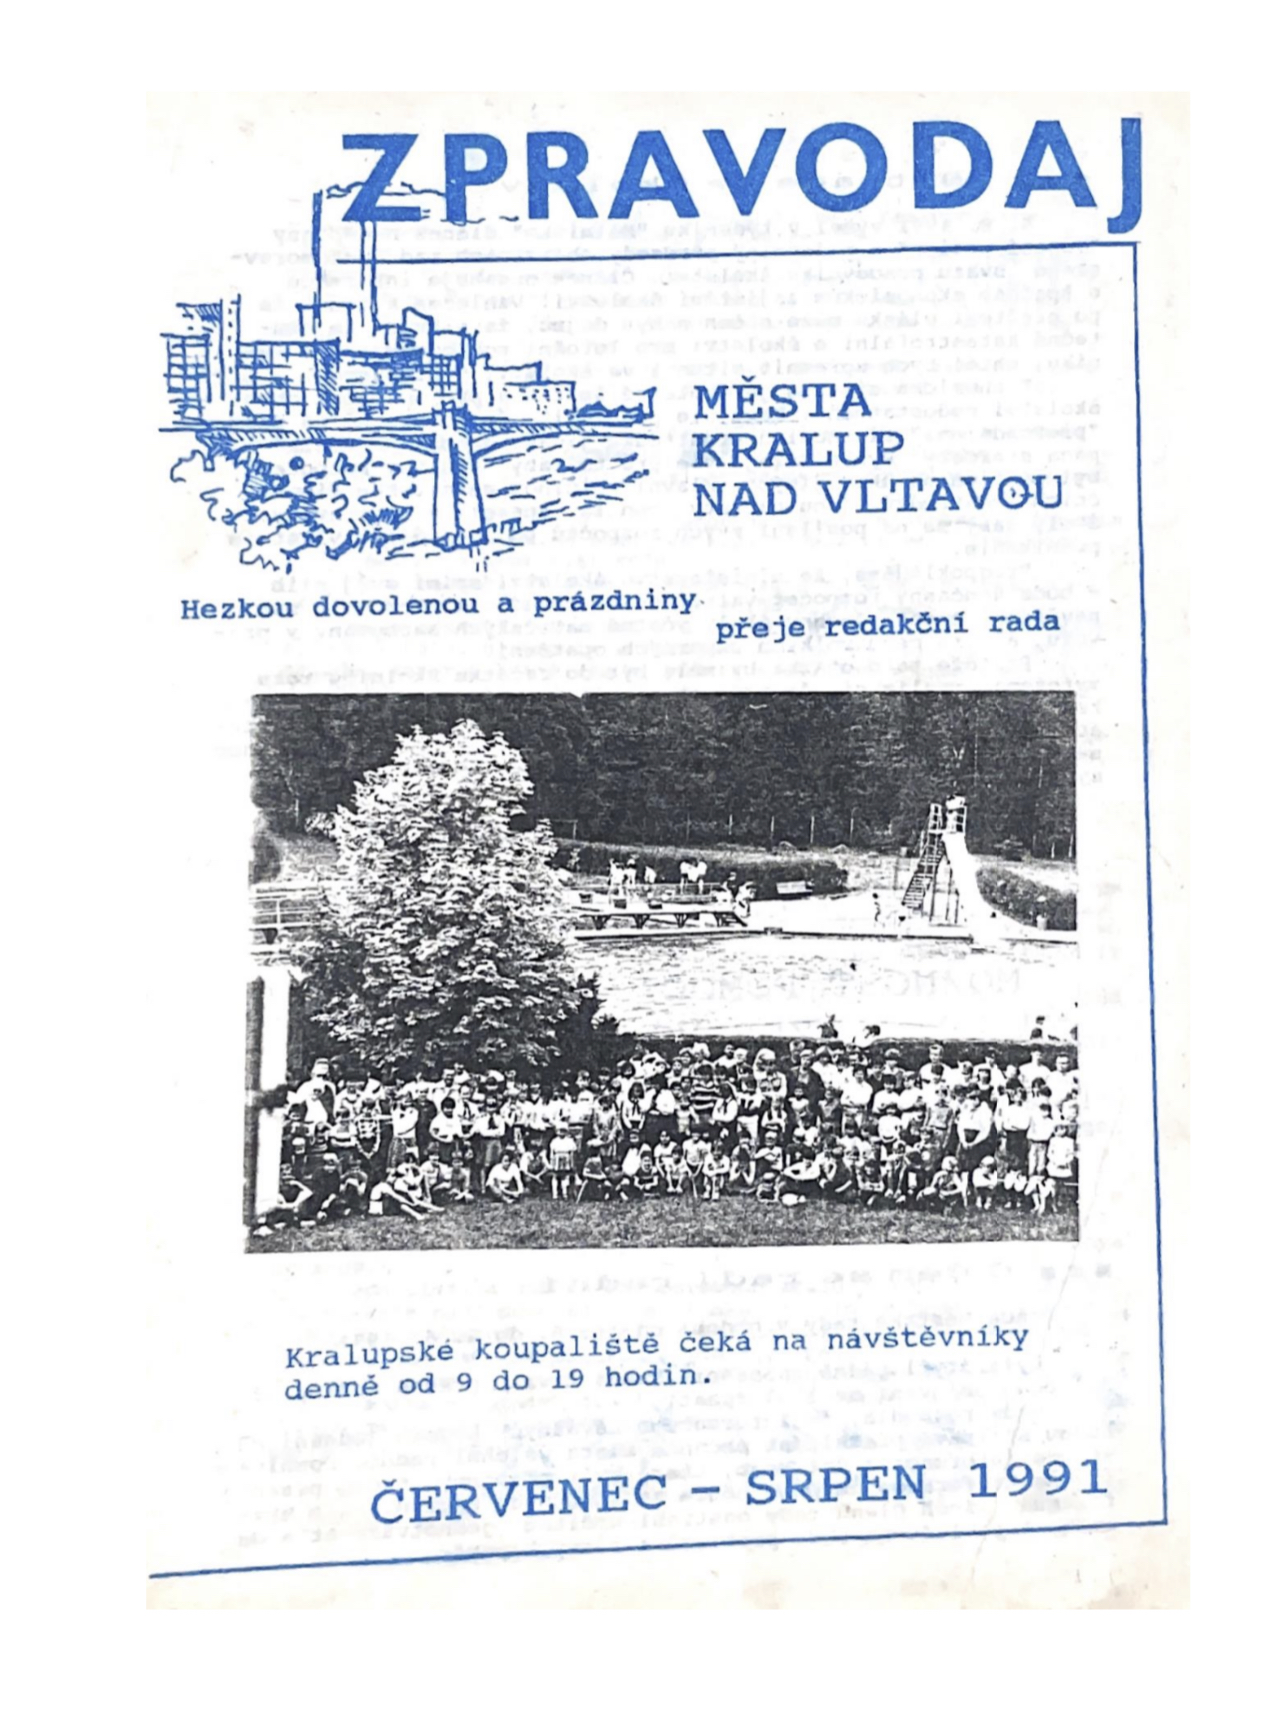 ZPRAVODAJ
MĚSTA
KRALUP
NAD VLTAVOU
Hezkou dovolenou a prázdniny
přeje redakční rada
Kralupské koupaliště čeká na návštěvníky
denně od 9 do 19 hodin.
ČERVENEC – SRPEN 1991